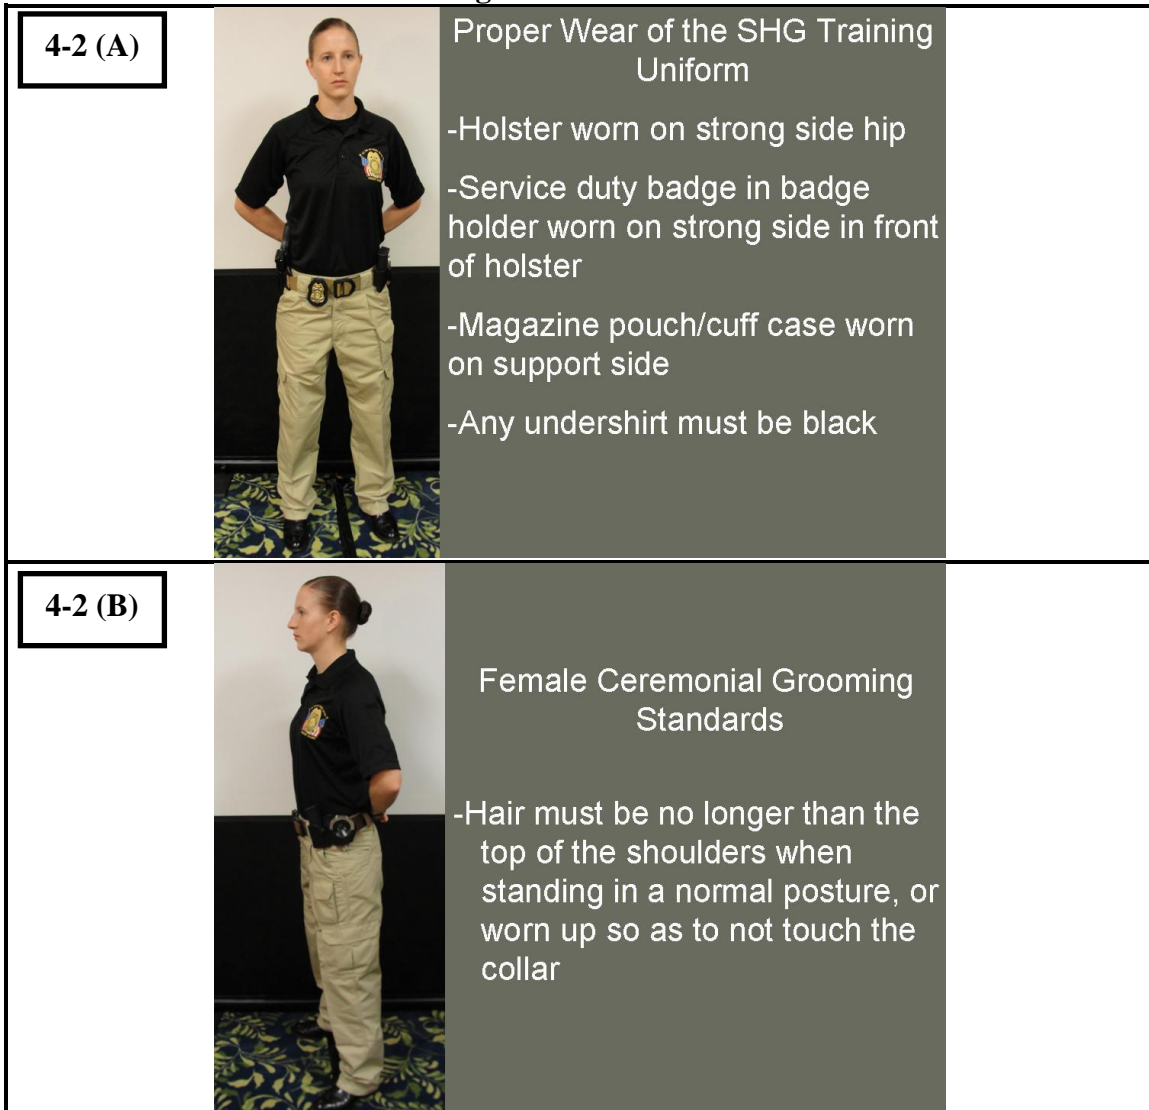 4-2 (A)
Proper Wear of the SHG Training
Uniform
-Holster worn on strong side hip
-Service duty badge in badge
holder worn on strong side in front
of holster
-Magazine pouch/cuff case worn
on support side
-Any undershirt must be black
4-2 (B)
Female Ceremonial Grooming
Standards
-Hair must be no longer than the
top of the shoulders when
standing in a normal posture, or
worn up so as to not touch the
collar